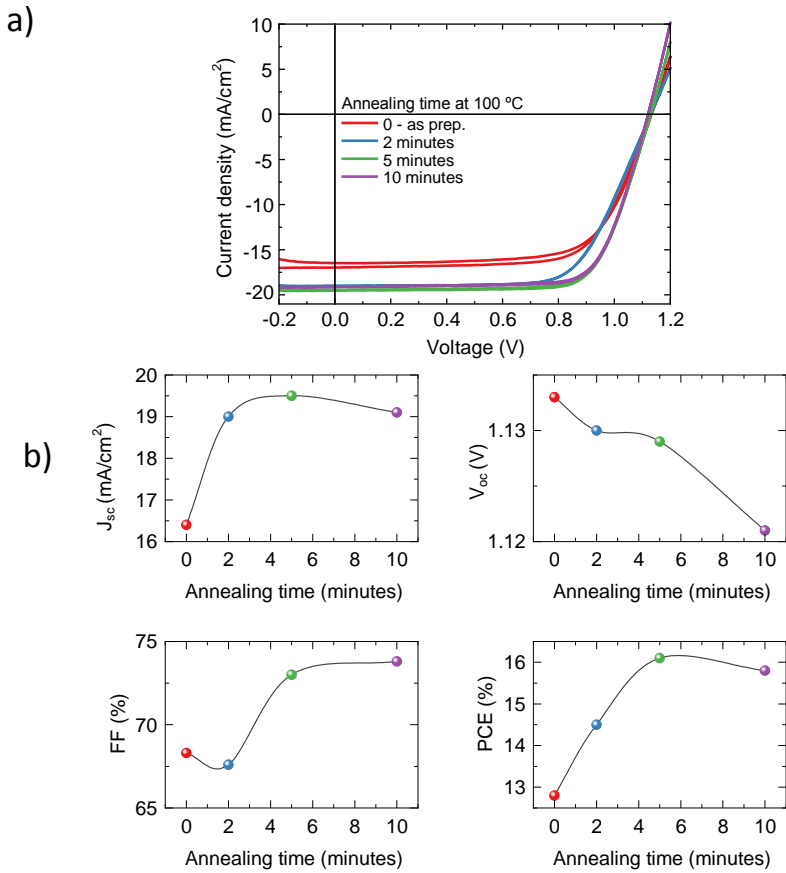 a)
10
5
0
-5
-10
-15
-20
Current density (mA/cm²)
Annealing time at 100 ºC
0 - as prep.
2 minutes
5 minutes
10 minutes
-0.2 0.0 0.2 0.4 0.6 0.8 1.0 1.2
Voltage (V)
b)
20
19
18
17
16
Jsc (mA/cm²)
0 2 4 6 8 10
Annealing time (minutes)
1.13
1.12
Voc (V)
0 2 4 6 8 10
Annealing time (minutes)
75
70
65
FF (%)
0 2 4 6 8 10
Annealing time (minutes)
16
15
14
13
PCE (%)
0 2 4 6 8 10
Annealing time (minutes)